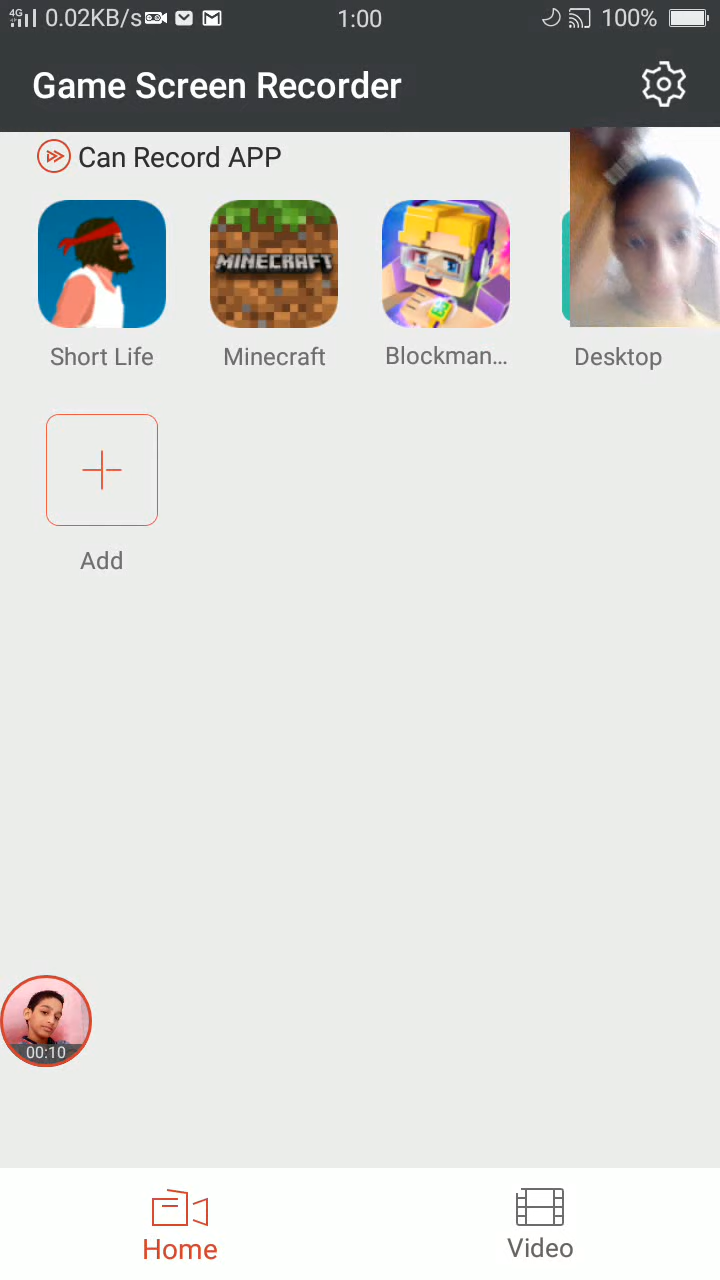 4G 0.02KB/s 1:00 100%
Game Screen Recorder
Can Record APP
MINECRAFT
Short Life Minecraft Blockman... Desktop
Add
00:10
Home Video